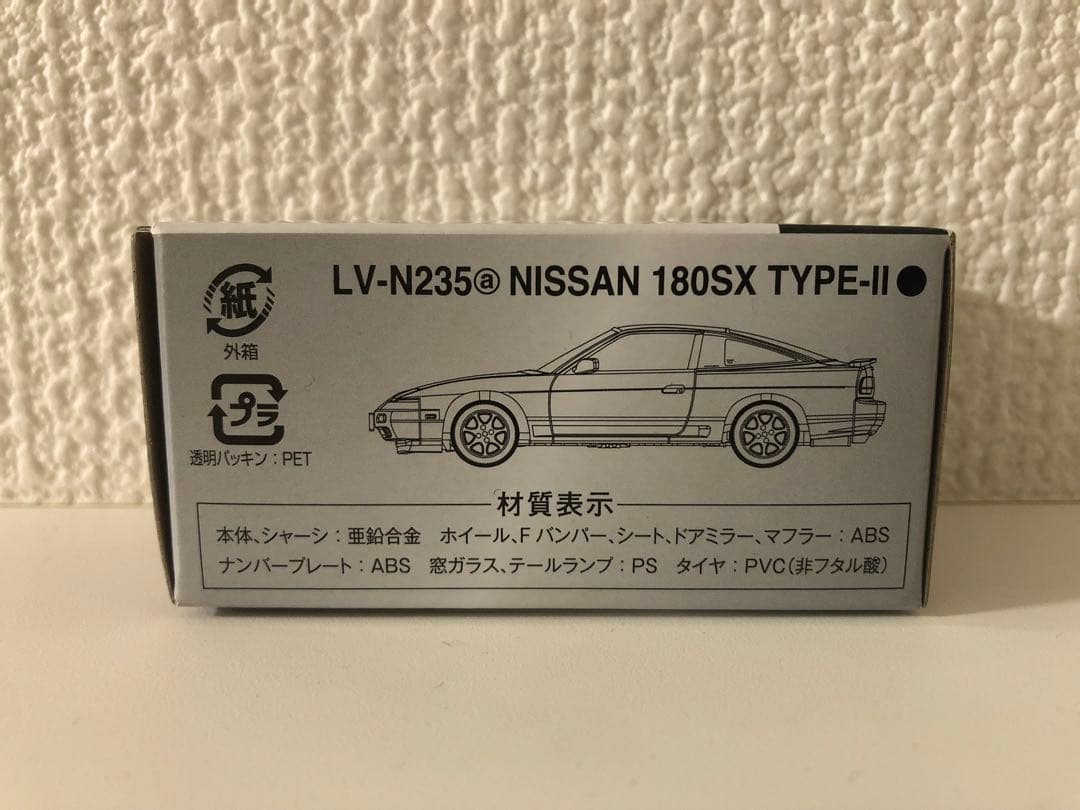 LV-N235ⓐ NISSAN 180SX TYPE-II●
紙
外箱
プラ
透明パッキン：PET
材質表示
本体、シャーシ：亜鉛合金 ホイール、Fバンパー、シート、ドアミラー、マフラー：ABS
ナンバープレート：ABS 窓ガラス、テールランプ：PS タイヤ：PVC（非フタル酸）